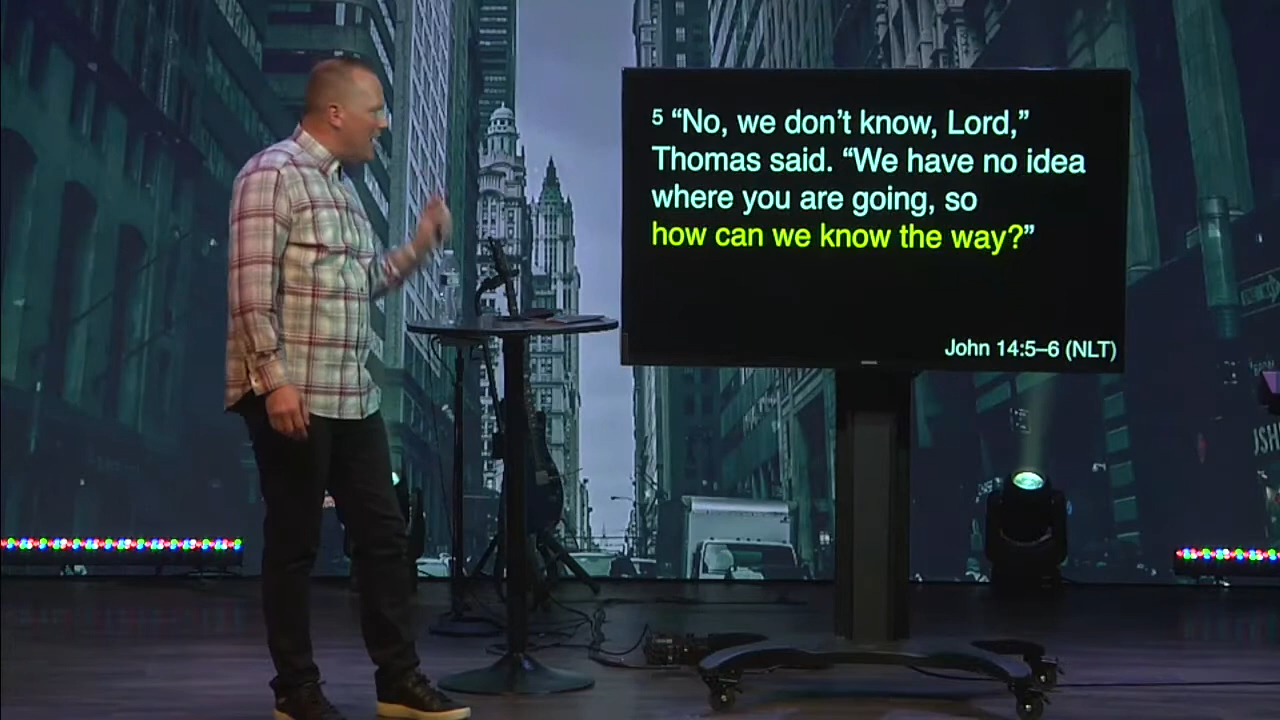 5 “No, we don’t know, Lord,”
Thomas said. “We have no idea
where you are going, so
how can we know the way?”
John 14:5–6 (NLT)